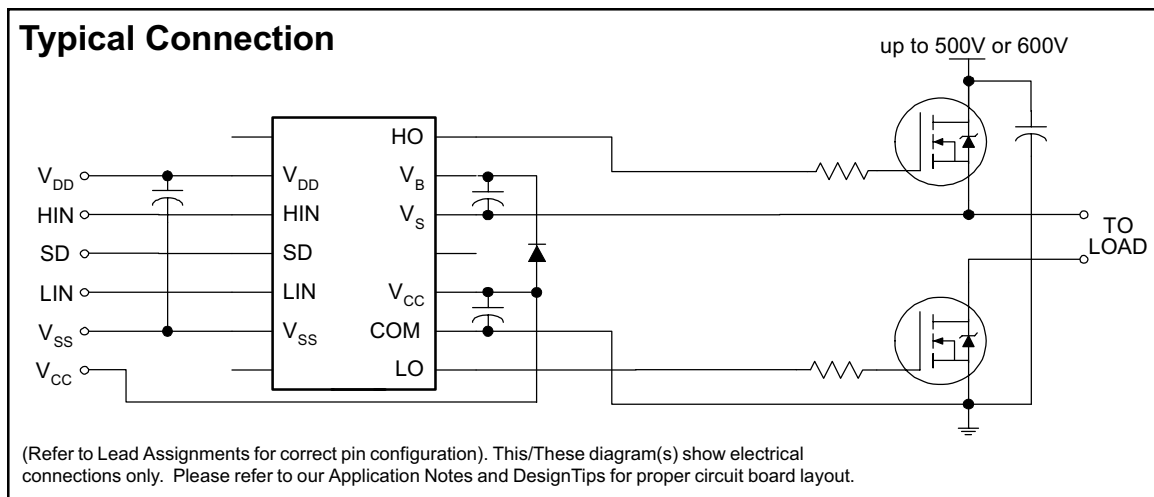 Typical Connection
up to 500V or 600V
HO
VDD
VDD
VB
HIN
HIN
VS
SD
SD
TO
LOAD
LIN
LIN
VCC
VSS
VSS
COM
VCC
LO
(Refer to Lead Assignments for correct pin configuration). This/These diagram(s) show electrical
connections only. Please refer to our Application Notes and DesignTips for proper circuit board layout.